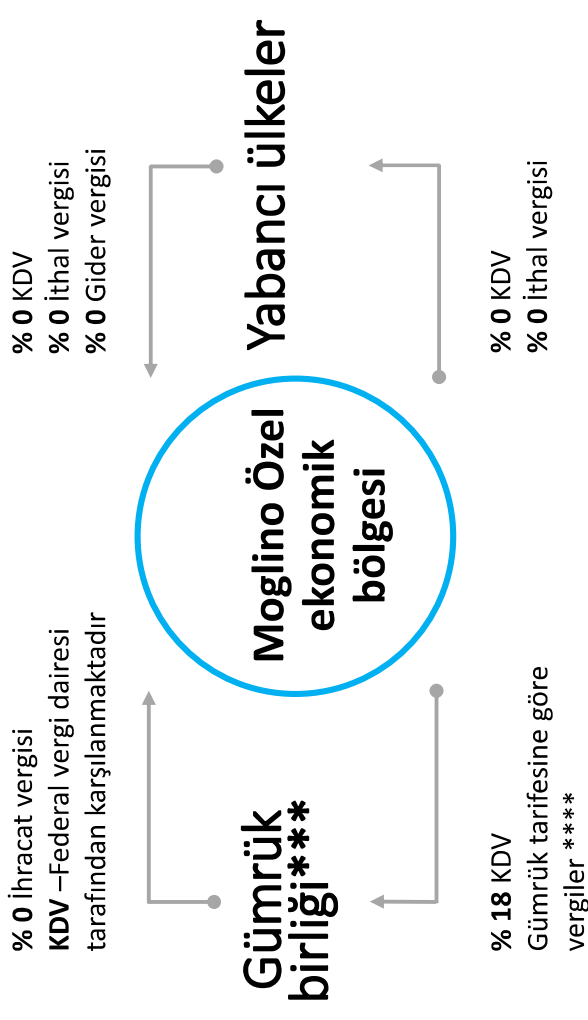 % 0 İhracat vergisi
KDV –Federal vergi dairesi
tarafından karşılanmaktadır
% 0 KDV
% 0 İthal vergisi
% 0 Gider vergisi
Gümrük
birliği***
Moglino Özel
ekonomik
bölgesi
Yabancı ülkeler
% 18 KDV
Gümrük tarifesine göre
vergiler ****
% 0 KDV
% 0 İthal vergisi